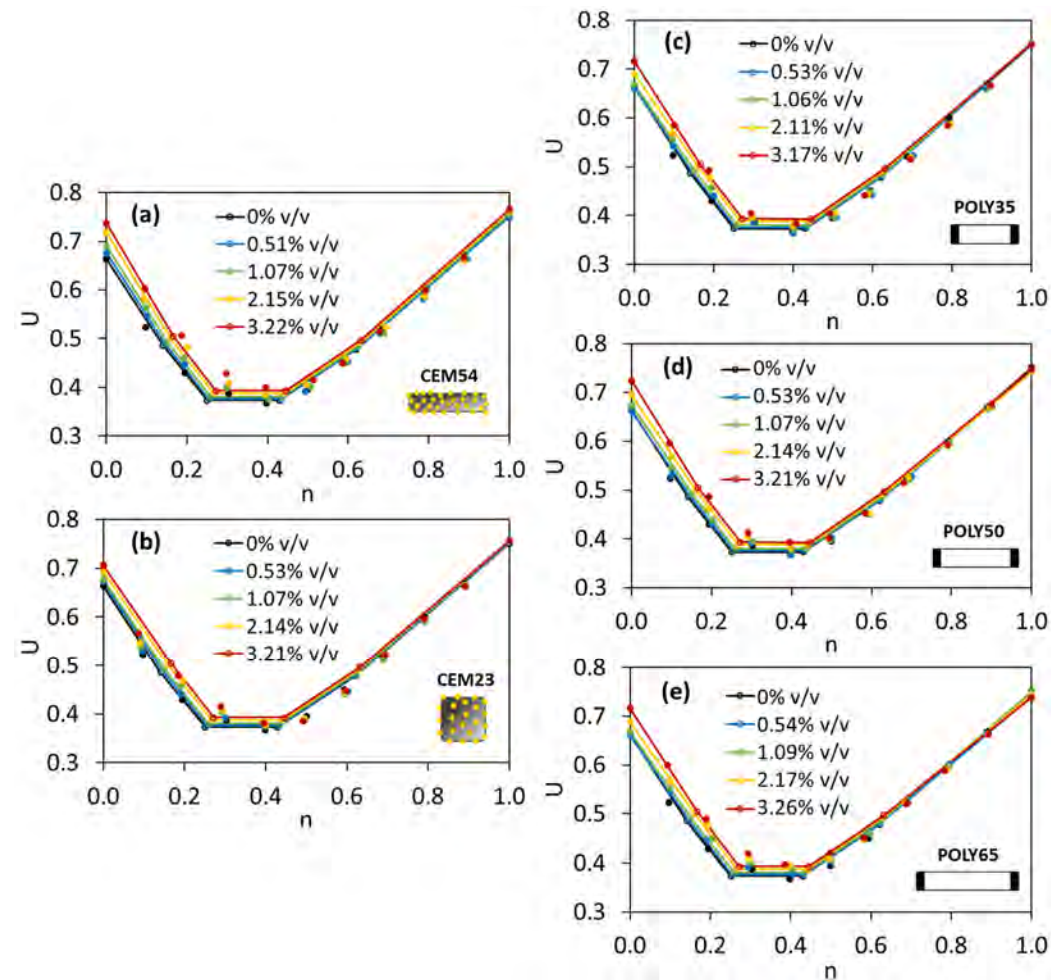 (a)
0% v/v
0.51% v/v
1.07% v/v
2.15% v/v
3.22% v/v
CEM54
U
0.8
0.7
0.6
0.5
0.4
0.3
0.0 0.2 0.4 0.6 0.8 1.0
n
(b)
0% v/v
0.53% v/v
1.07% v/v
2.14% v/v
3.21% v/v
CEM23
U
0.8
0.7
0.6
0.5
0.4
0.3
0.0 0.2 0.4 0.6 0.8 1.0
n
(c)
0% v/v
0.53% v/v
1.06% v/v
2.11% v/v
3.17% v/v
POLY35
U
0.8
0.7
0.6
0.5
0.4
0.3
0.0 0.2 0.4 0.6 0.8 1.0
n
(d)
0% v/v
0.53% v/v
1.07% v/v
2.14% v/v
3.21% v/v
POLY50
U
0.8
0.7
0.6
0.5
0.4
0.3
0.0 0.2 0.4 0.6 0.8 1.0
n
(e)
0% v/v
0.54% v/v
1.09% v/v
2.17% v/v
3.26% v/v
POLY65
U
0.8
0.7
0.6
0.5
0.4
0.3
0.0 0.2 0.4 0.6 0.8 1.0
n